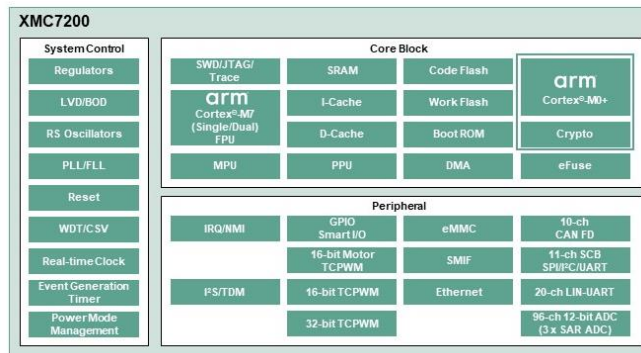 XMC7200
System Control
Regulators
LVD/BOD
RS Oscillators
PLL/FLL
Reset
WDT/CSV
Real-time Clock
Event Generation
Timer
Power Mode
Management
Core Block
SWD/JTAG/
Trace
SRAM
Code Flash
arm
Cortex®-M0+
arm
Cortex®-M7
(Single/Dual)
FPU
I-Cache
Work Flash
D-Cache
Boot ROM
Crypto
MPU
PPU
DMA
eFuse
Peripheral
IRQ/NMI
GPIO
Smart I/O
eMMC
10-ch
CAN FD
16-bit Motor
TCPWM
SMIF
11-ch SCB
SPI/I²C/UART
I²S/TDM
16-bit TCPWM
Ethernet
20-ch LIN-UART
32-bit TCPWM
96-ch 12-bit ADC
(3 x SAR ADC)